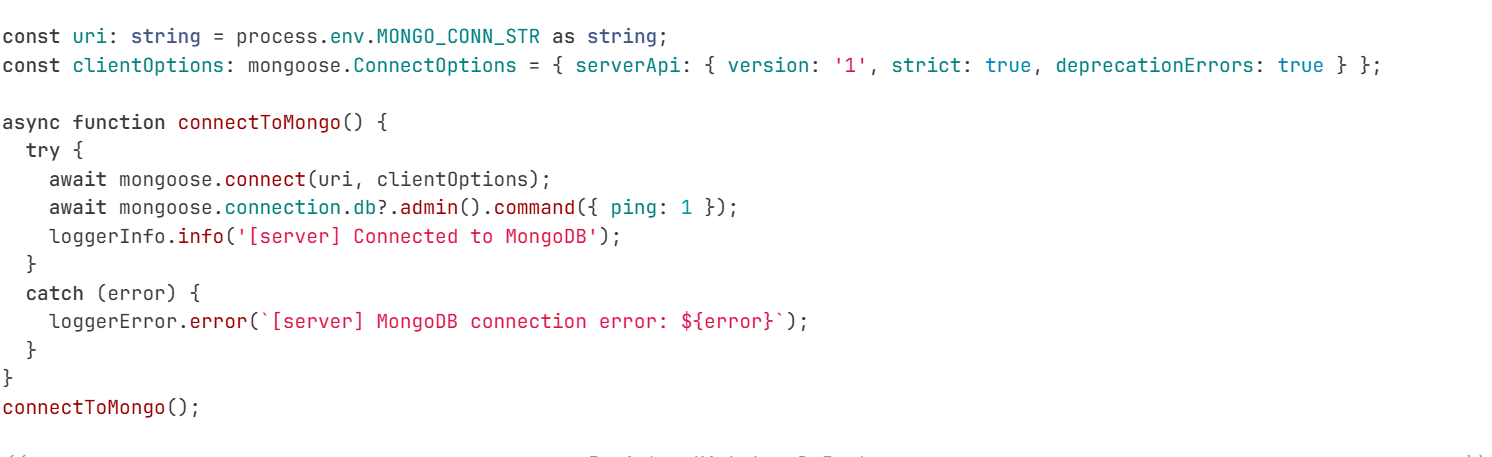 const uri: string = process.env.MONGO_CONN_STR as string;
const clientOptions: mongoose.ConnectOptions = { serverApi: { version: '1', strict: true, deprecationErrors: true } };
async function connectToMongo() {
  try {
    await mongoose.connect(uri, clientOptions);
    await mongoose.connection.db?.admin().command({ ping: 1 });
    loggerInfo.info('[server] Connected to MongoDB');
  }
  catch (error) {
    loggerError.error(`[server] MongoDB connection error: ${error}`);
  }
}
connectToMongo();